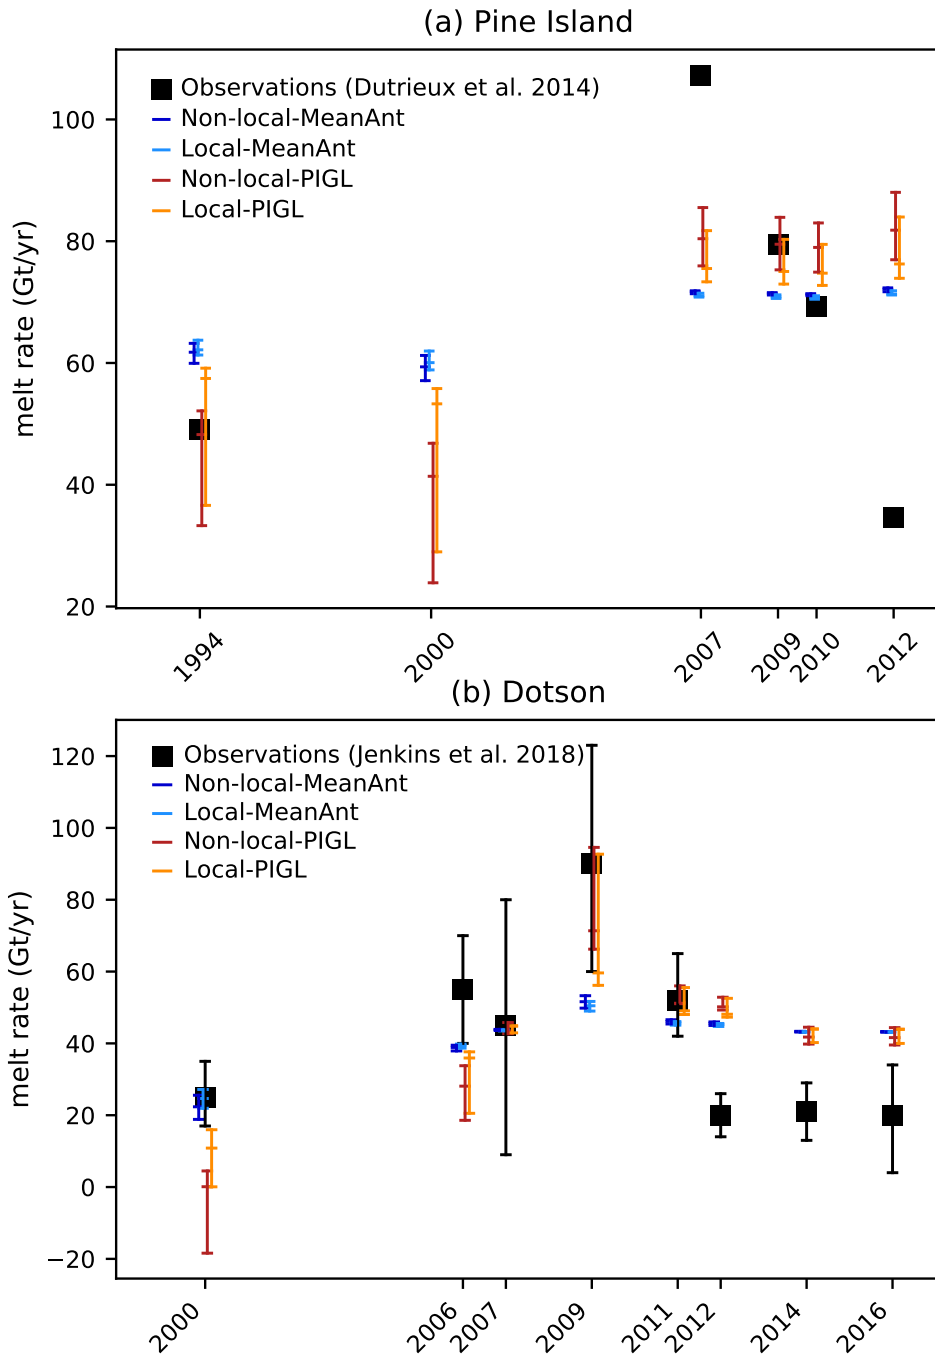 (a) Pine Island
Observations (Dutrieux et al. 2014)
Non-local-MeanAnt
Local-MeanAnt
Non-local-PIGL
Local-PIGL
melt rate (Gt/yr)
100
80
60
40
20
1994
2000
2007
2009
2010
2012
(b) Dotson
Observations (Jenkins et al. 2018)
Non-local-MeanAnt
Local-MeanAnt
Non-local-PIGL
Local-PIGL
melt rate (Gt/yr)
120
100
80
60
40
20
0
−20
2000
2006
2007
2009
2011
2012
2014
2016